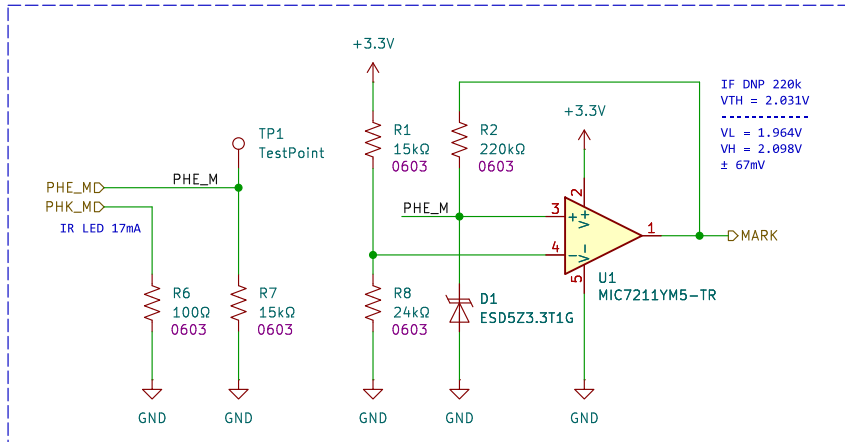 +3.3V
IF DNP 220k
VTH = 2.031V
-------------
VL = 1.964V
VH = 2.098V
± 67mV
+3.3V
R1
15kΩ
0603
R2
220kΩ
0603
TP1
TestPoint
PHE_M
PHE_M
PHK_M
IR LED 17mA
PHE_M
2
3
+
V+
4
-
V-
5
1
MARK
U1
MIC7211YM5-TR
R6
100Ω
0603
R7
15kΩ
0603
R8
24kΩ
0603
D1
ESD5Z3.3T1G
GND
GND
GND
GND
GND